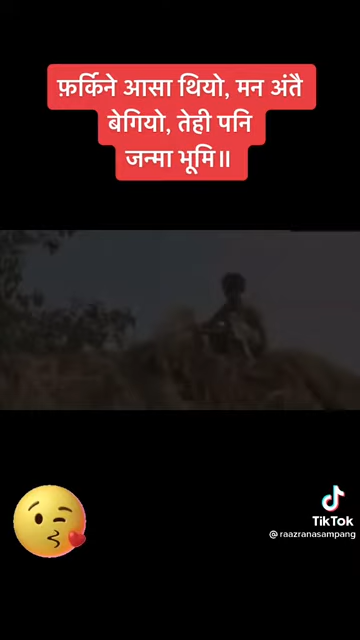 फ़र्किने आसा थियो, मन अंतै
बेगियो, तेही पनि
जन्मा भूमि॥
TikTok
@raazranasampang